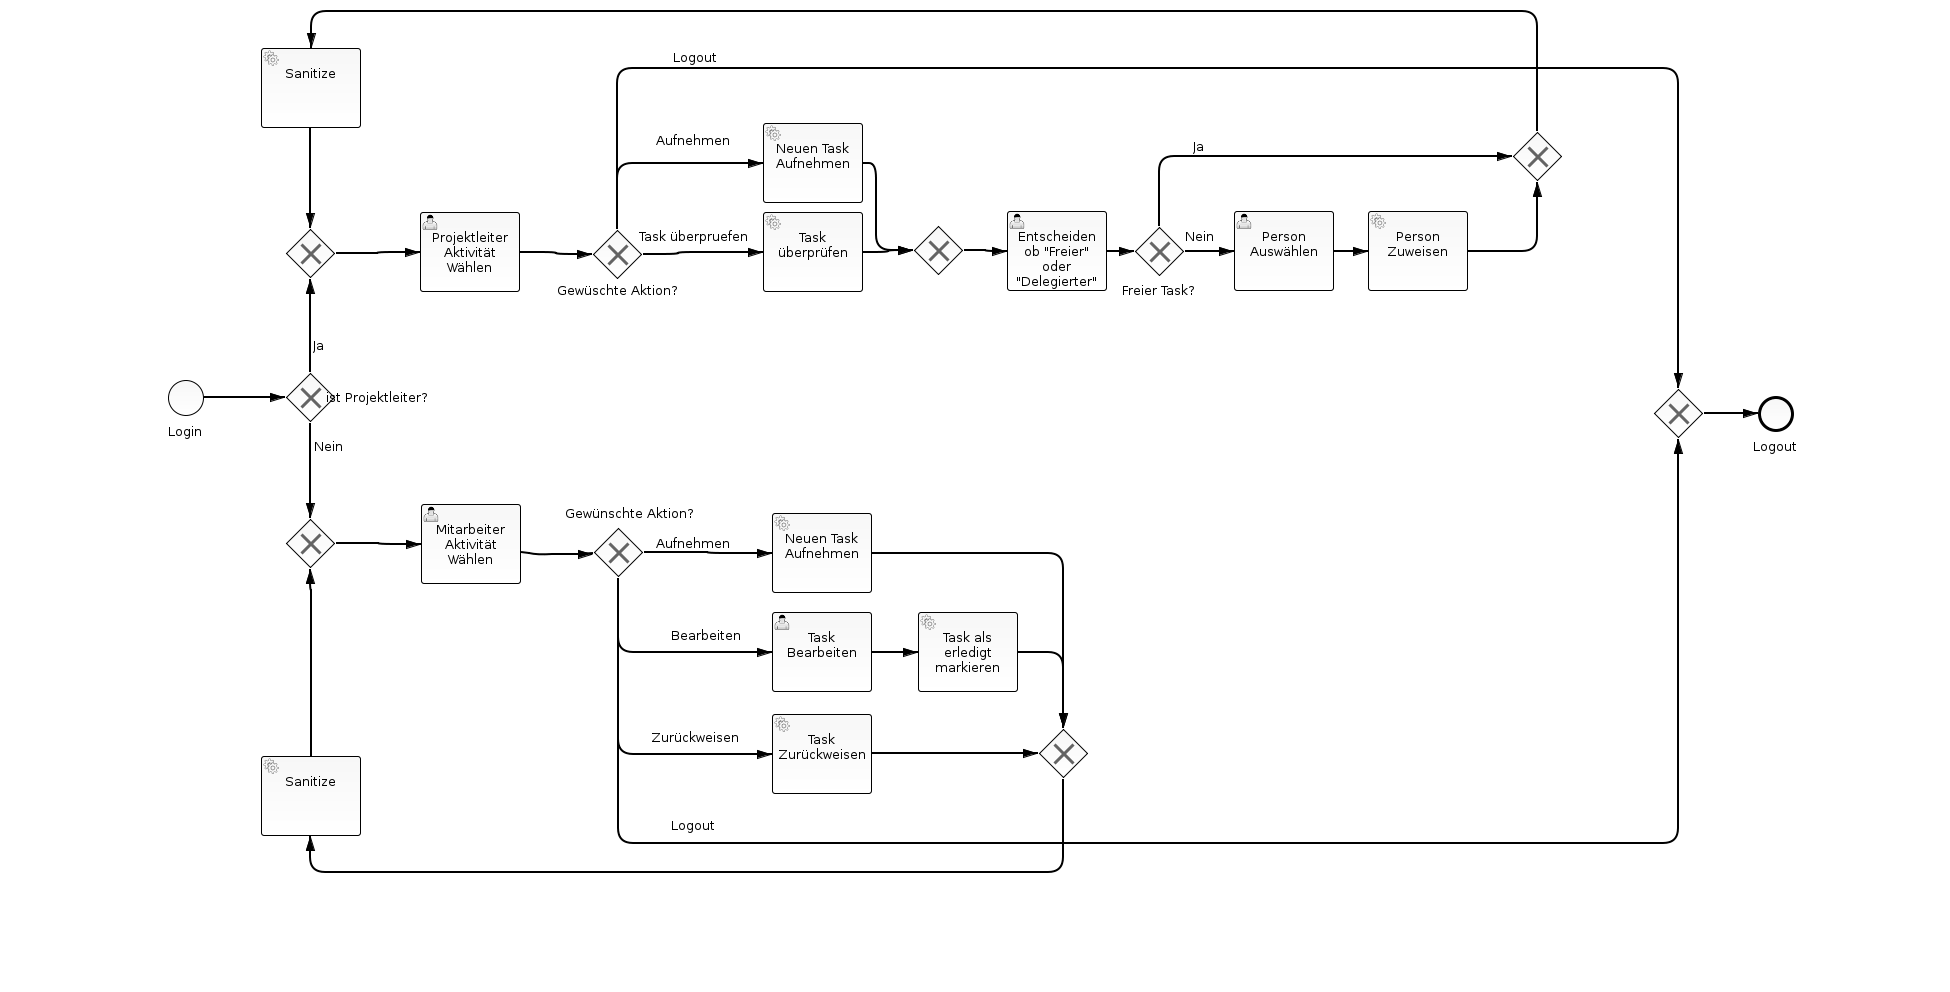 Logout
Sanitize
Aufnehmen
Neuen Task
Aufnehmen
Ja
Projektleiter
Aktivität
Wählen
Task überpruefen
Task
überprüfen
Entscheiden
ob "Freier"
oder
"Delegierter"
Nein
Person
Auswählen
Person
Zuweisen
Gewüschte Aktion?
Freier Task?
Ja
ist Projektleiter?
Login
Nein
Logout
Gewünschte Aktion?
Mitarbeiter
Aktivität
Wählen
Aufnehmen
Neuen Task
Aufnehmen
Bearbeiten
Task
Bearbeiten
Task als
erledigt
markieren
Zurückweisen
Task
Zurückweisen
Sanitize
Logout